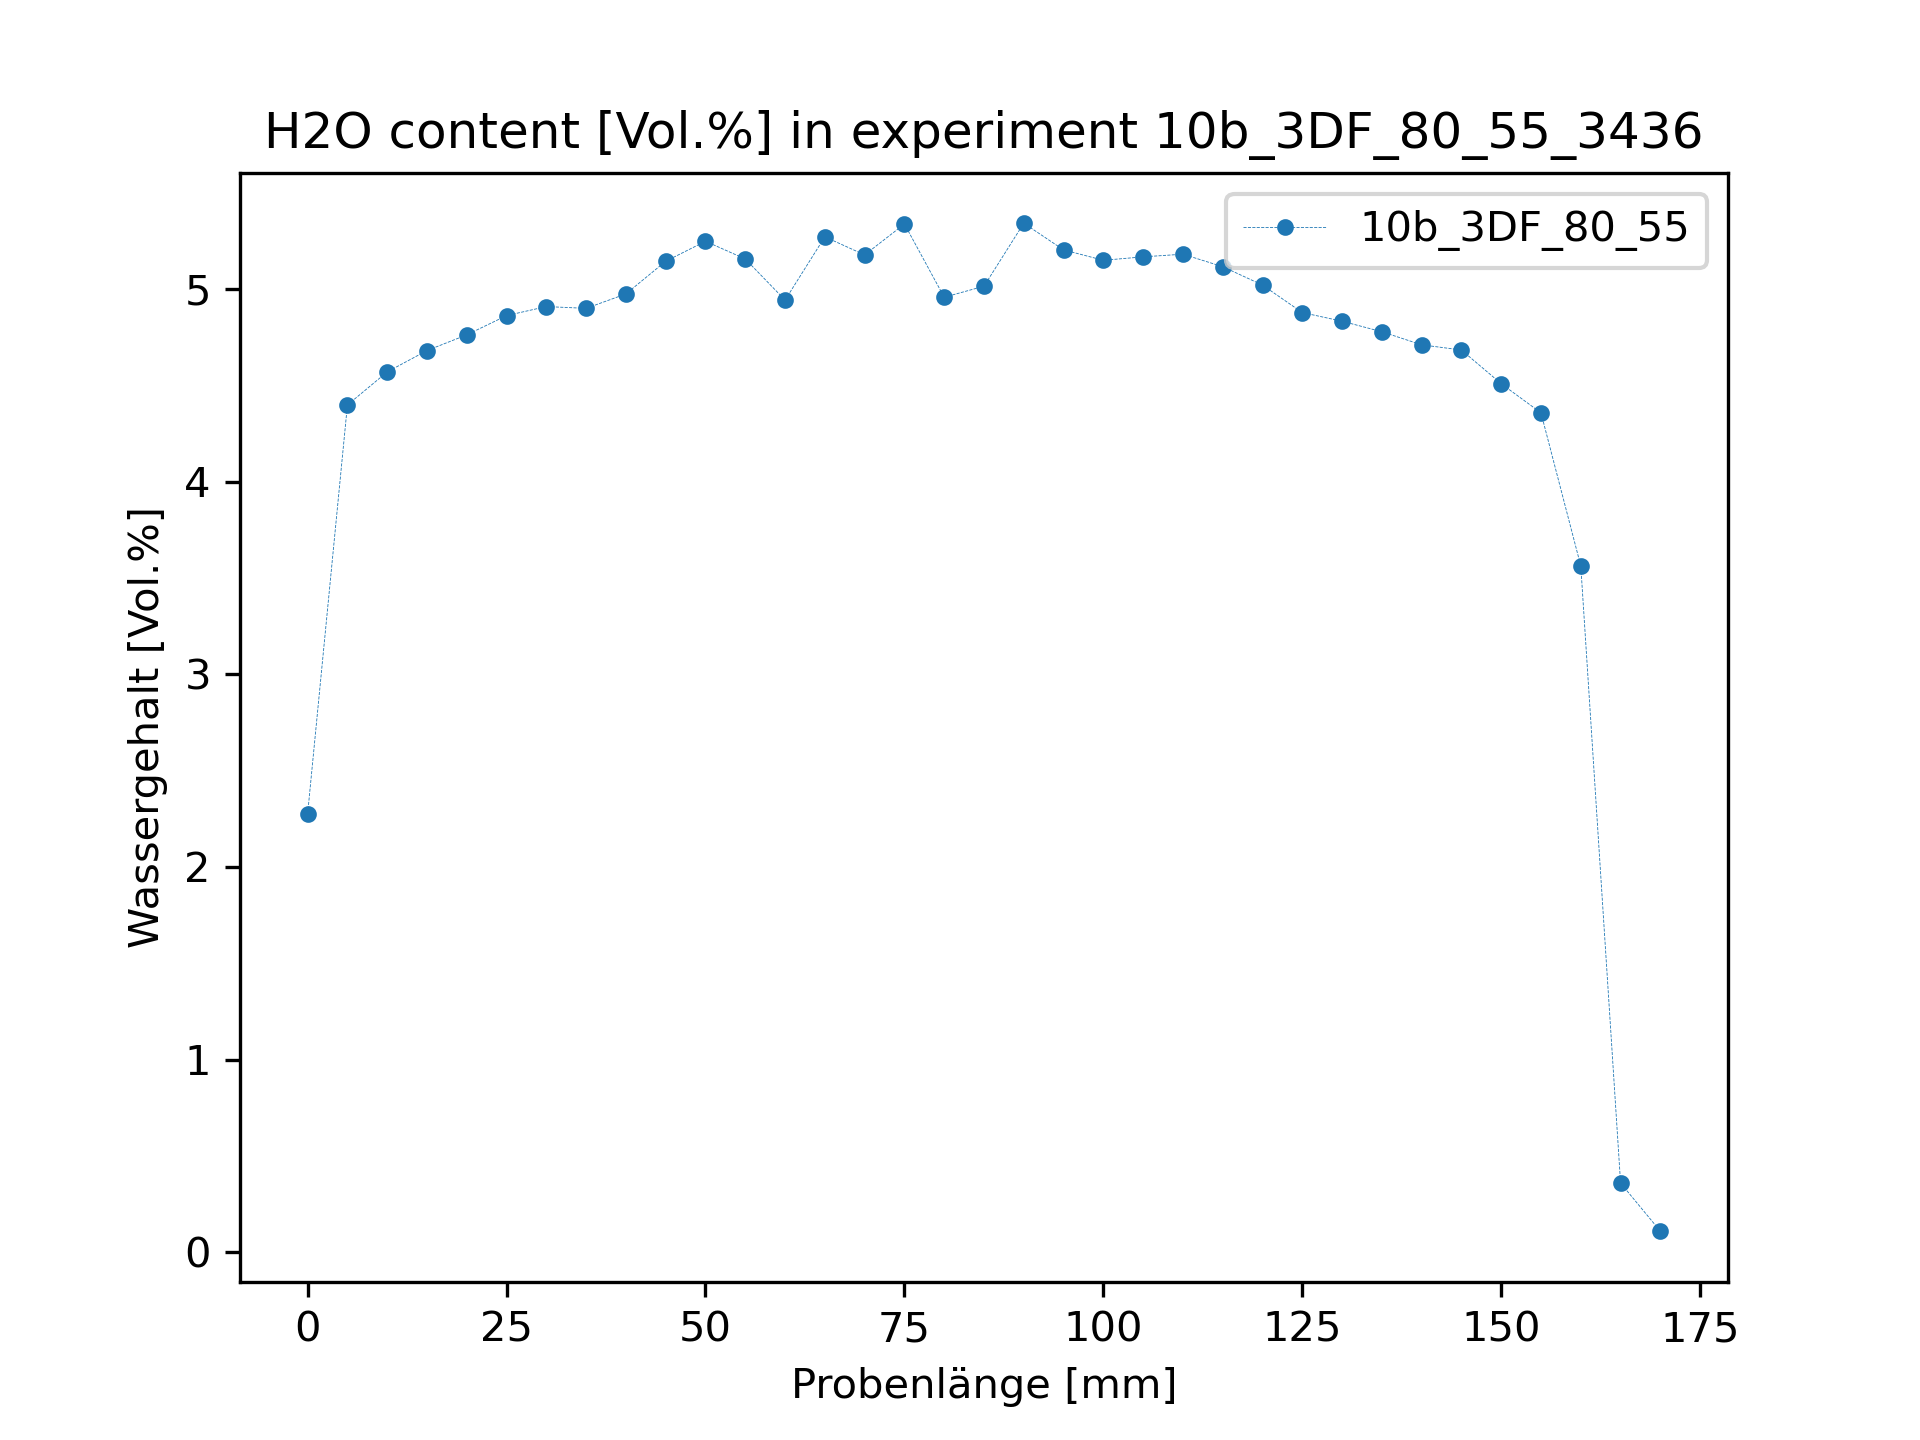 H2O content [Vol.%] in experiment 10b_3DF_80_55_3436
10b_3DF_80_55
Wassergehalt [Vol.%]
5
4
3
2
1
0
0 25 50 75 100 125 150 175
Probenlänge [mm]